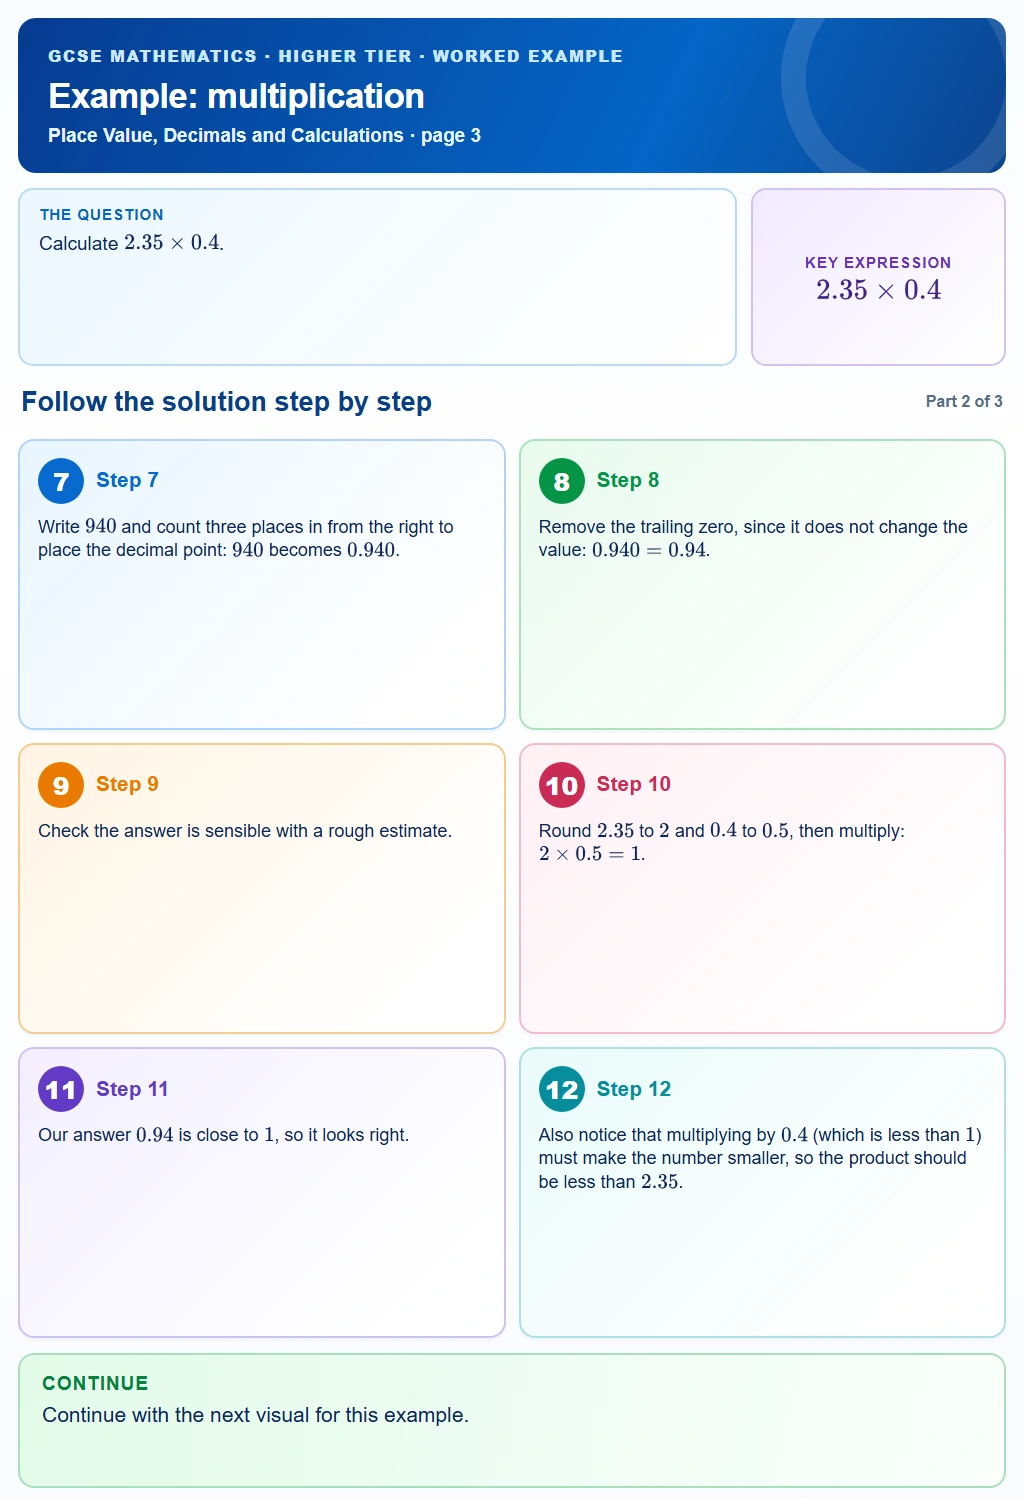 GCSE MATHEMATICS · HIGHER TIER · WORKED EXAMPLE
Example: multiplication
Place Value, Decimals and Calculations · page 3
THE QUESTION
Calculate 2.35 × 0.4.
KEY EXPRESSION
2.35 × 0.4
Follow the solution step by step
Part 2 of 3
7 Step 7
Write 940 and count three places in from the right to
place the decimal point: 940 becomes 0.940.
8 Step 8
Remove the trailing zero, since it does not change the
value: 0.940 = 0.94.
9 Step 9
Check the answer is sensible with a rough estimate.
10 Step 10
Round 2.35 to 2 and 0.4 to 0.5, then multiply:
2 × 0.5 = 1.
11 Step 11
Our answer 0.94 is close to 1, so it looks right.
12 Step 12
Also notice that multiplying by 0.4 (which is less than 1)
must make the number smaller, so the product should
be less than 2.35.
CONTINUE
Continue with the next visual for this example.